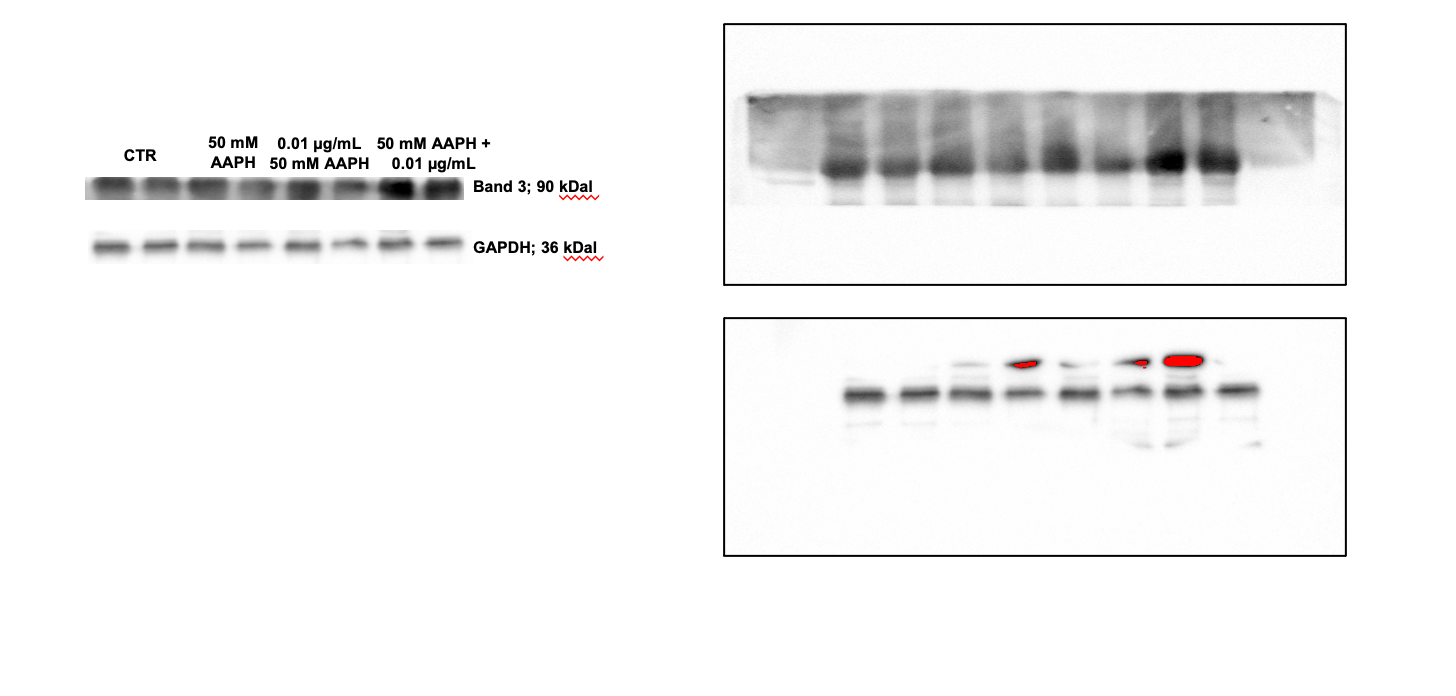 CTR
50 mM
AAPH
0.01 µg/mL
50 mM AAPH
50 mM AAPH +
0.01 µg/mL
Band 3; 90 kDal
GAPDH; 36 kDal